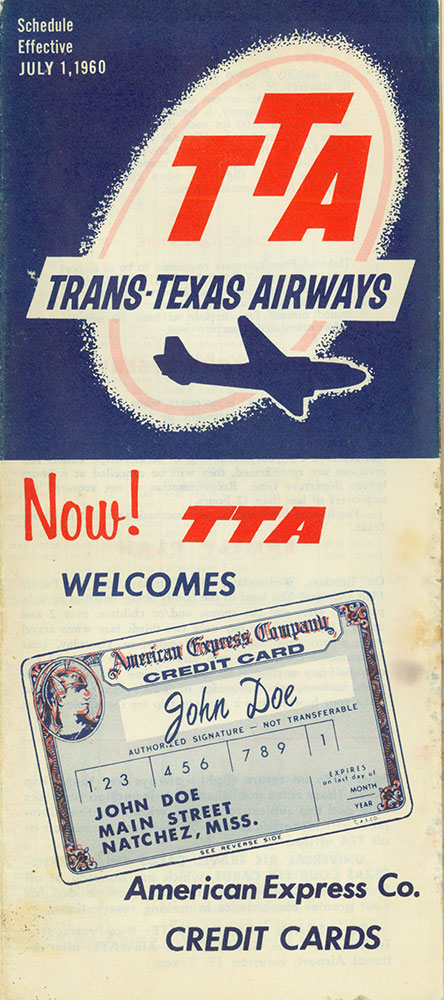 Schedule
Effective
JULY 1, 1960
TTA
TRANS-TEXAS AIRWAYS
Now! TTA
WELCOMES
American Express Company
CREDIT CARD
John Doe
AUTHORIZED SIGNATURE — NOT TRANSFERABLE
123 456 789 1
EXPIRES
on last day of
MONTH
YEAR
JOHN DOE
MAIN STREET
NATCHEZ, MISS.
SEE REVERSE SIDE
American Express Co.
CREDIT CARDS